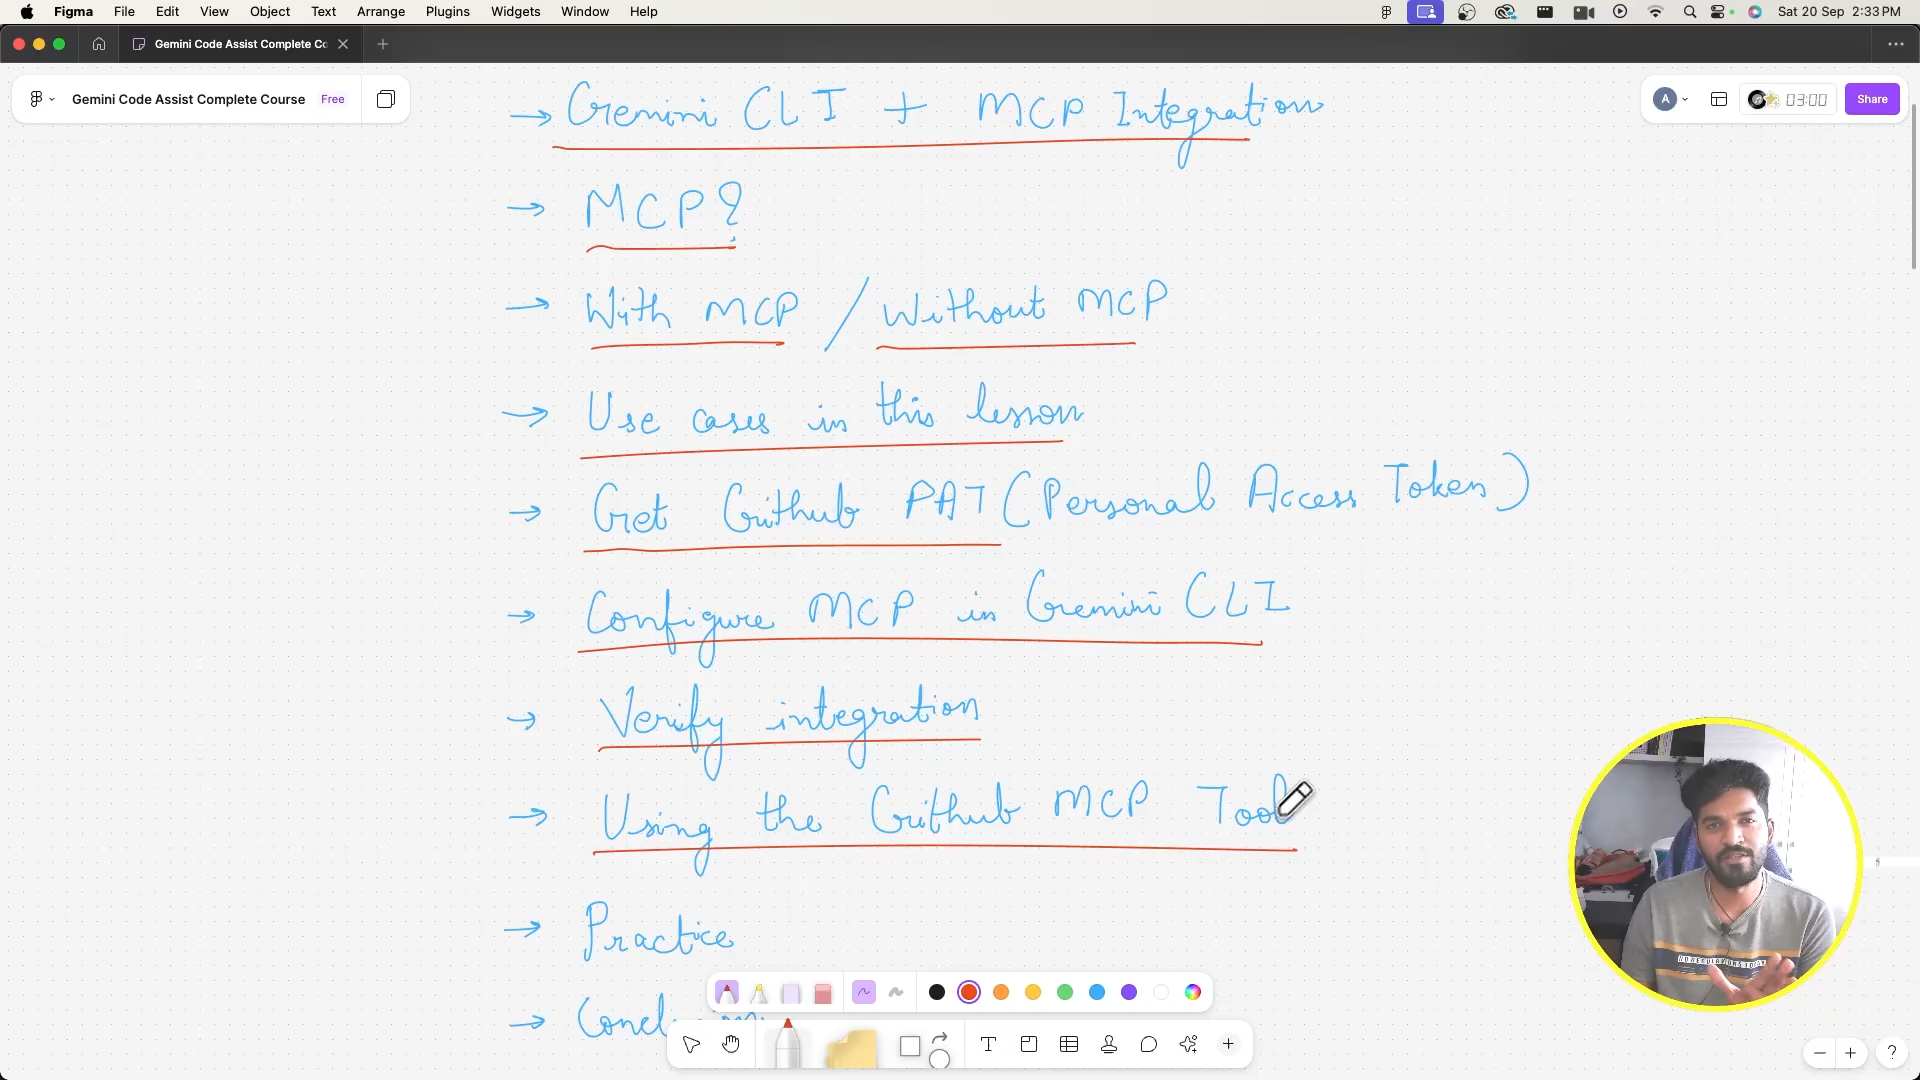 Figma File Edit View Object Text Arrange Plugins Widgets Window Help Sat 20 Sep 2:33 PM
Gemini Code Assist Complete Co
Gemini Code Assist Complete Course Free
A 03:00 Share
→ Gemini CLI + MCP Integration
→ MCP?
→ With MCP / Without MCP
→ Use cases in this lesson
→ Get Github PAT (Personal Access Token)
→ Configure MCP in Gemini CLI
→ Verify integration
→ Using the Github MCP Tool
→ Practice